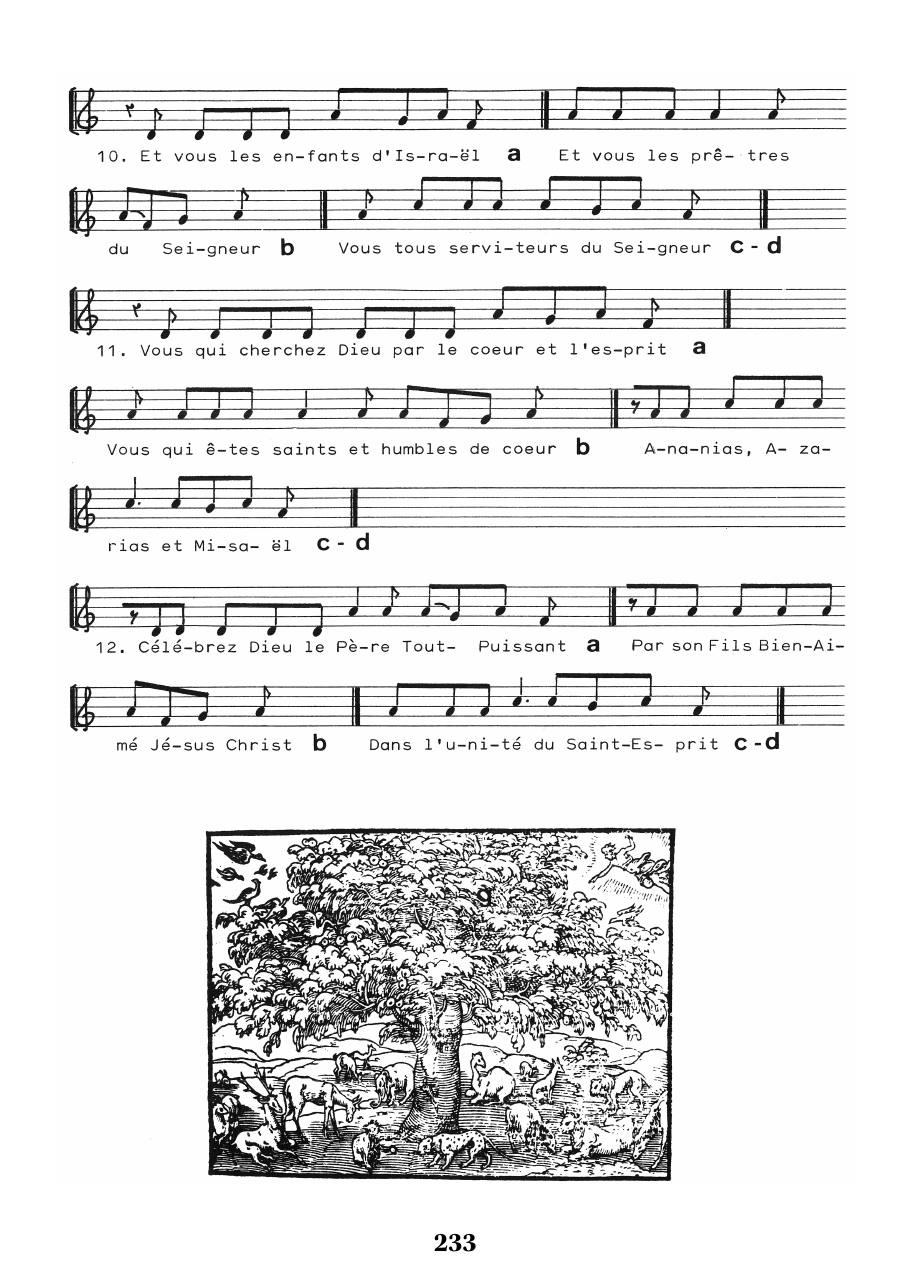 10. Et vous les en-fants d'Is-ra-ël a Et vous les prê- tres
du Sei-gneur b Vous tous servi-teurs du Sei-gneur c - d
11. Vous qui cherchez Dieu par le coeur et l'es-prit a
Vous qui ê-tes saints et humbles de coeur b A-na-nias, A- za-
rias et Mi-sa- ël c - d
12. Célé-brez Dieu le Pè-re Tout- Puissant a Par son Fils Bien-Ai-
mé Jé-sus Christ b Dans l'u-ni-té du Saint-Es- prit c -d
233